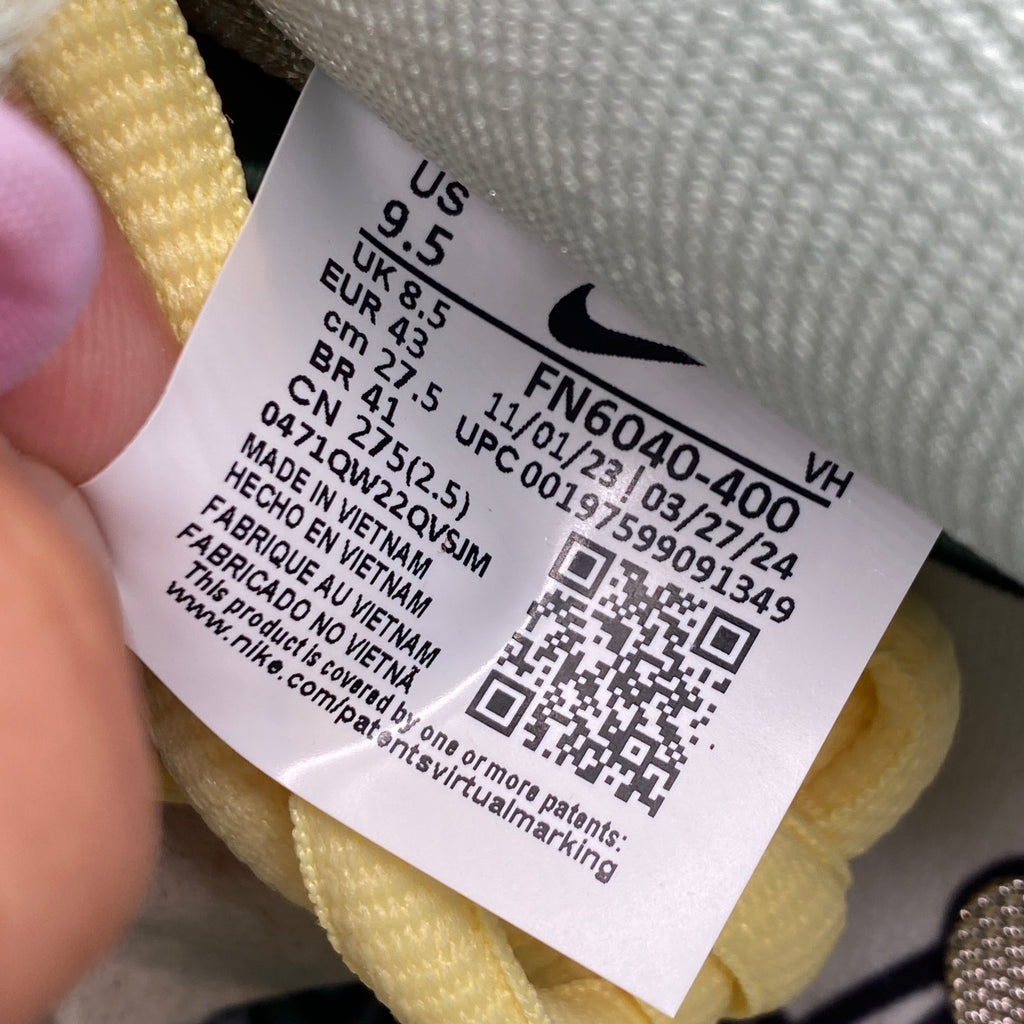 US
9.5
UK 8.5
EUR 43
cm 27.5
BR 41
CN 275(2.5)
0471QW22QVSJM
MADE IN VIETNAM
HECHO EN VIETNAM
FABRIQUE AU VIETNAM
FABRICADO NO VIETNÃ
This product is covered by one or more patents:
www.nike.com/patentsvirtualmarking
VH
FN6040-400
11/01/23 | 03/27/24
UPC 00197599091349